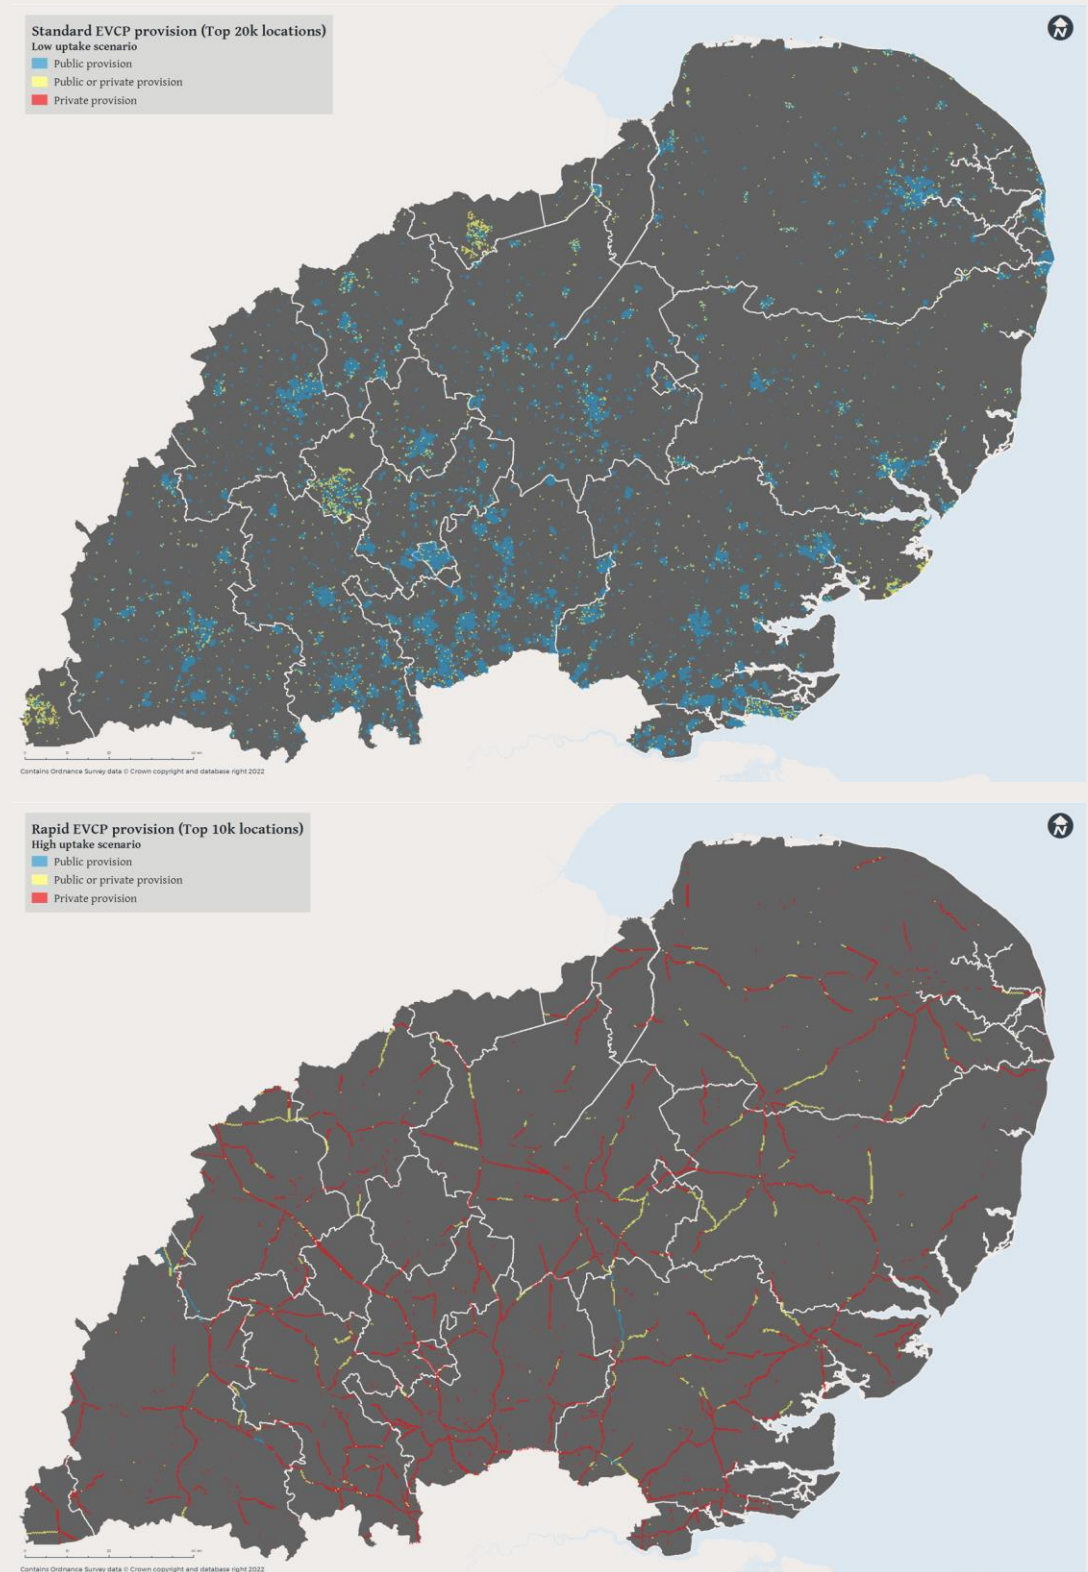 Standard EVCP provision (Top 20k locations)
Low uptake scenario
Public provision
Public or private provision
Private provision
N
Contains Ordnance Survey data © Crown copyright and database right 2022
Rapid EVCP provision (Top 10k locations)
High uptake scenario
Public provision
Public or private provision
Private provision
N
Contains Ordnance Survey data © Crown copyright and database right 2022